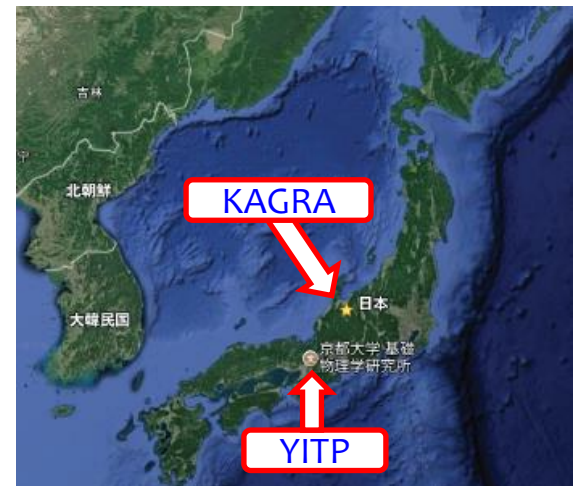 吉林
北朝鮮
KAGRA
日本
大韓民国
京都大学 基礎
物理学研究所
YITP